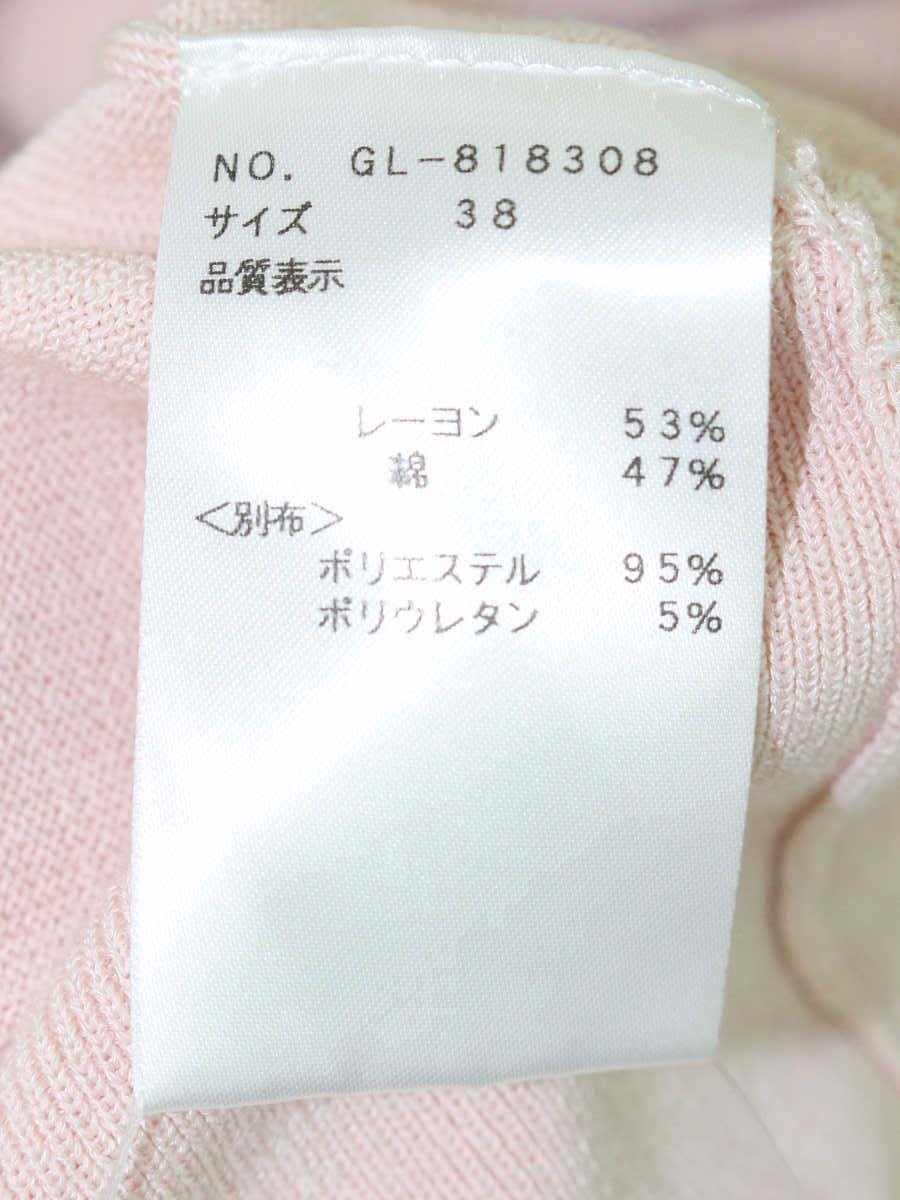 NO. GL-818308
サイズ 38
品質表示
レーヨン 53%
綿 47%
<別布>
ポリエステル 95%
ポリウレタン 5%